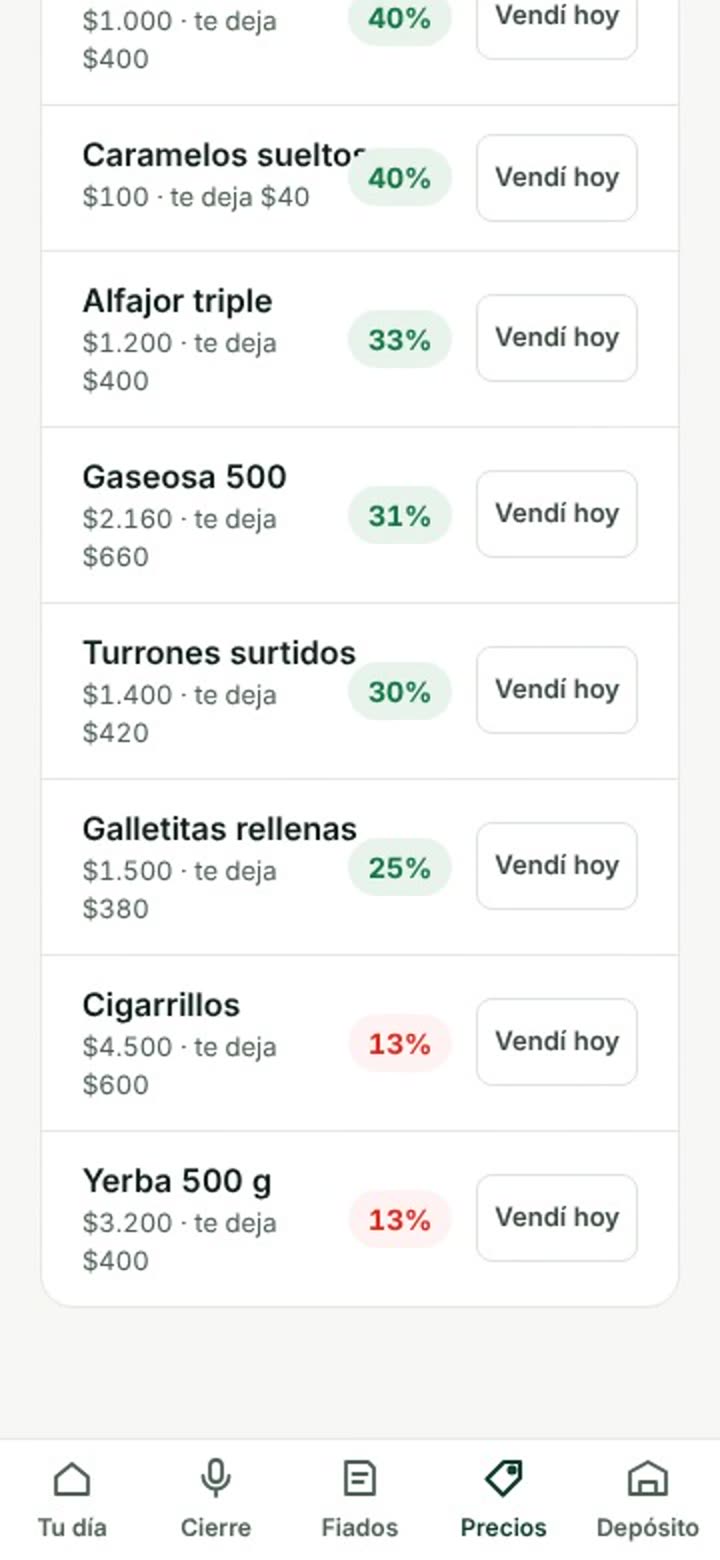 $1.000 · te deja
$400
40%
Vendí hoy
Caramelos sueltos
$100 · te deja $40
40%
Vendí hoy
Alfajor triple
$1.200 · te deja
$400
33%
Vendí hoy
Gaseosa 500
$2.160 · te deja
$660
31%
Vendí hoy
Turrones surtidos
$1.400 · te deja
$420
30%
Vendí hoy
Galletitas rellenas
$1.500 · te deja
$380
25%
Vendí hoy
Cigarrillos
$4.500 · te deja
$600
13%
Vendí hoy
Yerba 500 g
$3.200 · te deja
$400
13%
Vendí hoy
Tu día
Cierre
Fiados
Precios
Depósito